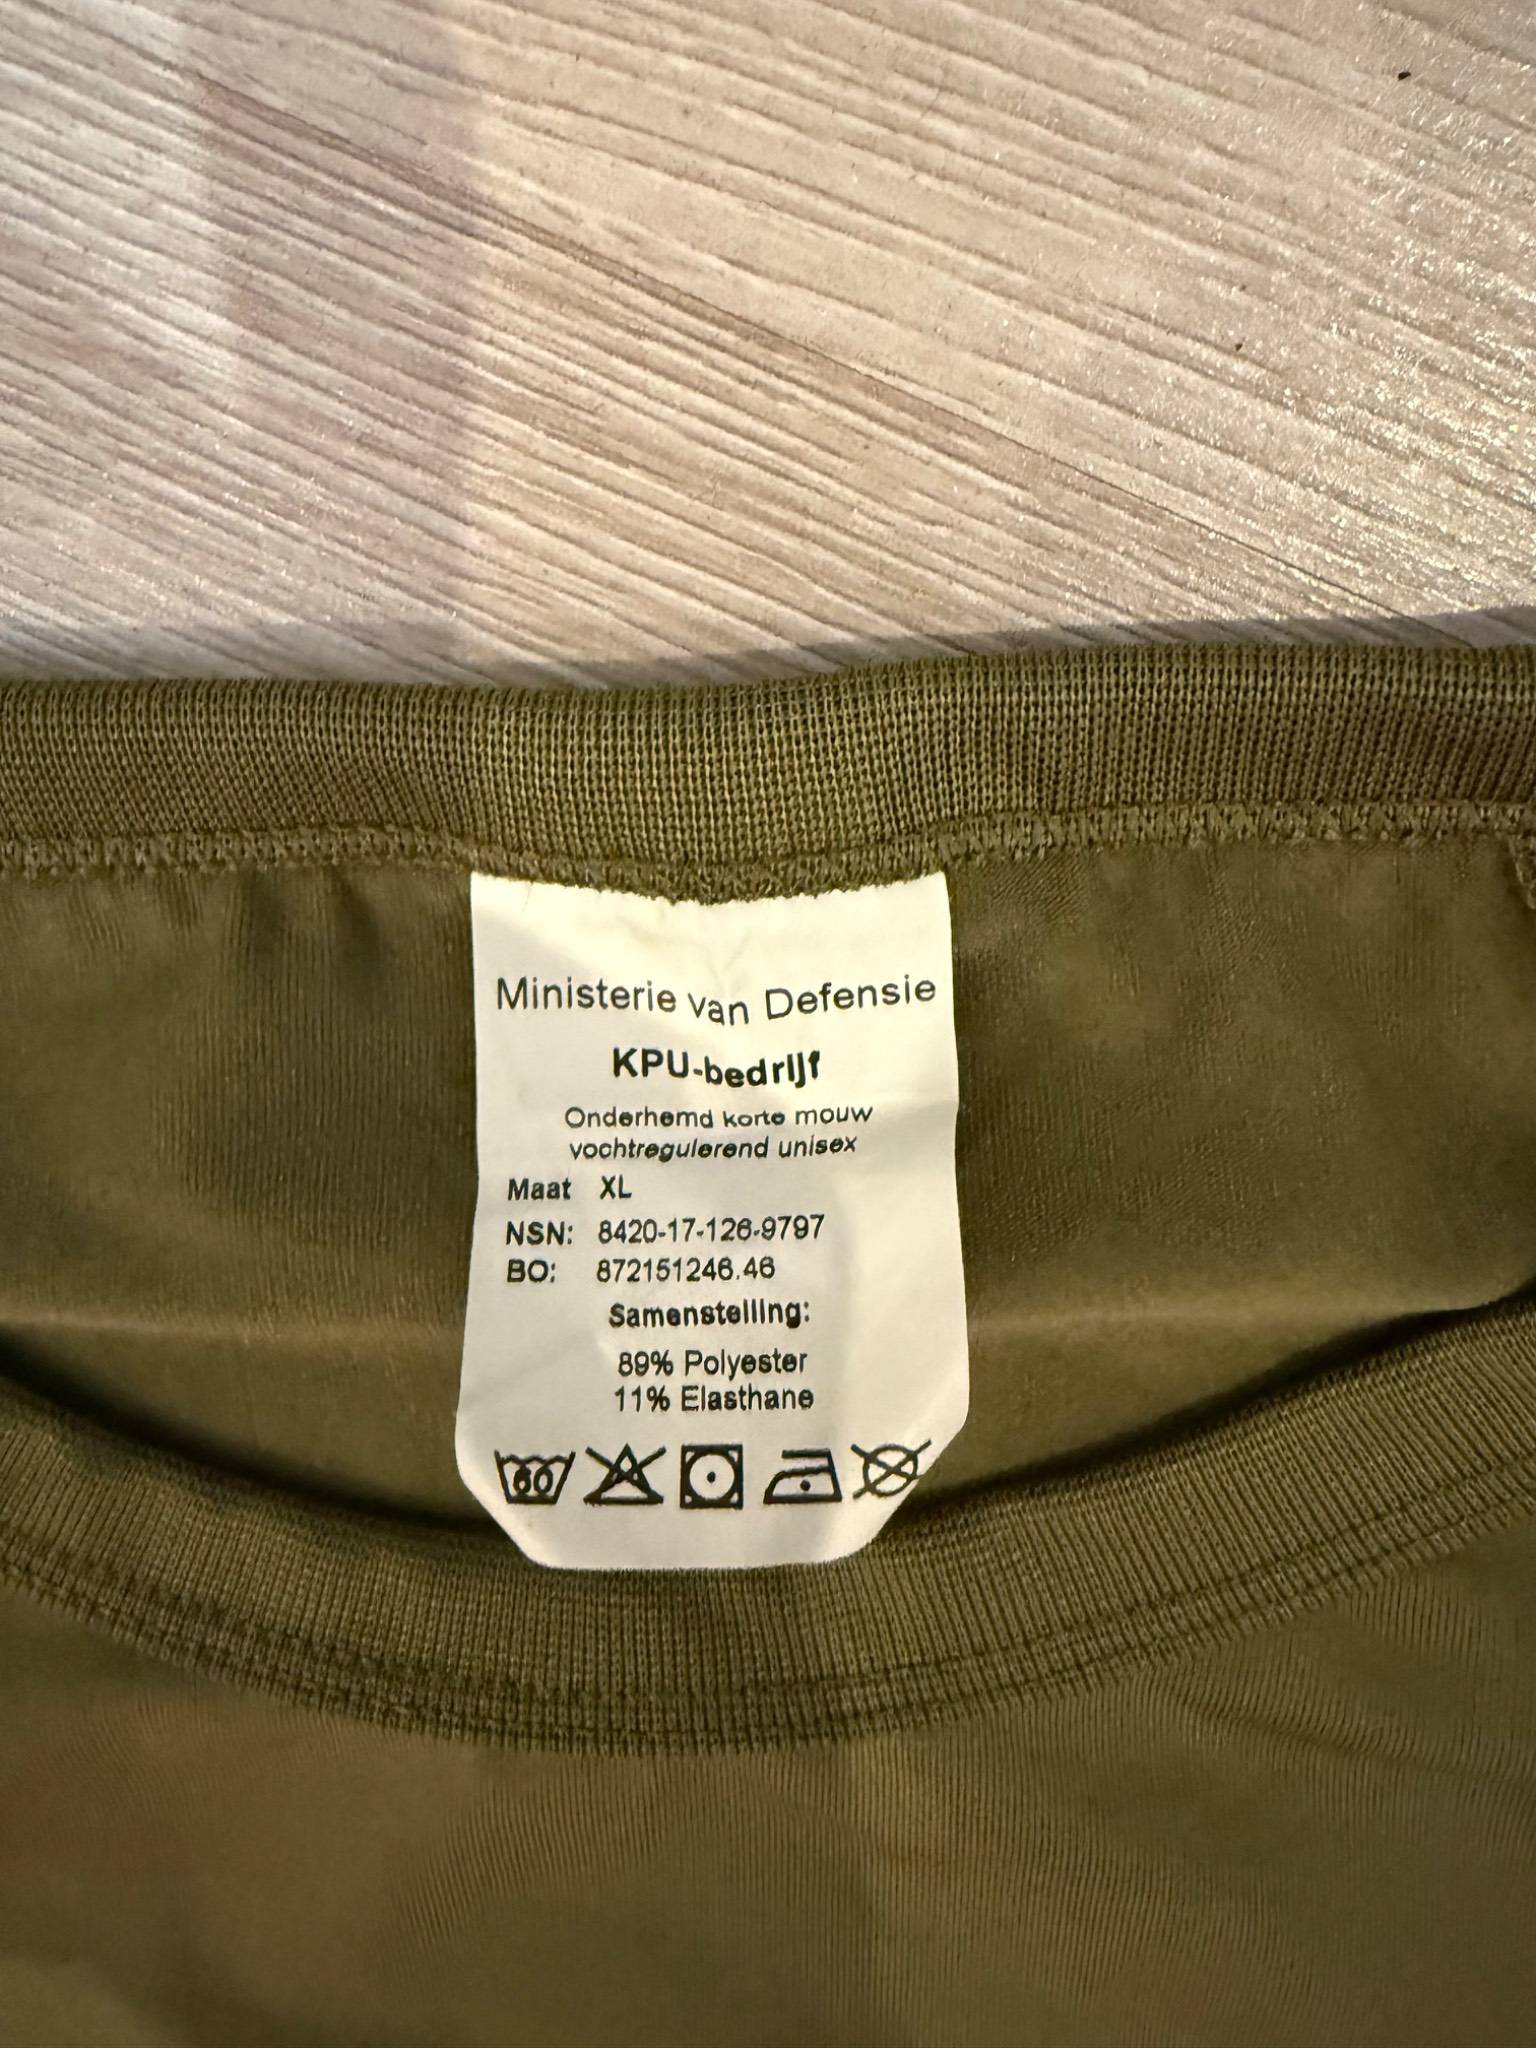 Ministerie van Defensie
KPU-bedrijf
Onderhemd korte mouw
vochtregulerend unisex
Maat XL
NSN: 8420-17-126-9797
BO: 872151246.46
Samenstelling:
89% Polyester
11% Elasthane
60